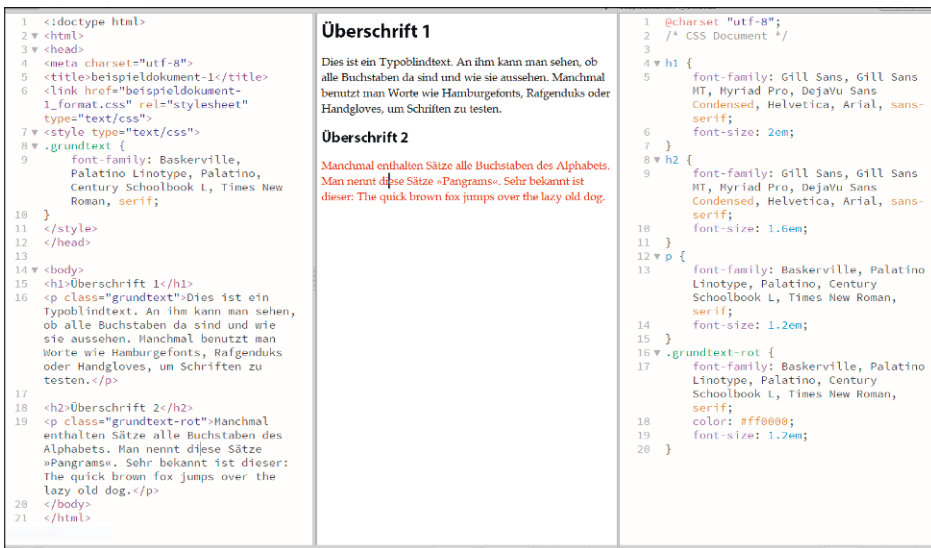 1 <!doctype html>
2 ▼ <html>
3 ▼ <head>
4 <meta charset="utf-8">
5 <title>beispieldokument-1</title>
6 <link href="beispieldokument-
1_format.css" rel="stylesheet"
type="text/css">
7 ▼ <style type="text/css">
8 ▼ .grundtext {
9 font-family: Baskerville,
Palatino Linotype, Palatino,
Century Schoolbook L, Times New
Roman, serif;
10 }
11 </style>
12 </head>
13
14 ▼ <body>
15 <h1>Überschrift 1</h1>
16 <p class="grundtext">Dies ist ein
Typoblindtext. An ihm kann man sehen,
ob alle Buchstaben da sind und wie
sie aussehen. Manchmal benutzt man
Worte wie Hamburgefonts, Rafgenduks
oder Handgloves, um Schriften zu
testen.</p>
17
18 <h2>Überschrift 2</h2>
19 <p class="grundtext-rot">Manchmal
enthalten Sätze alle Buchstaben des
Alphabets. Man nennt diese Sätze
»Pangrams«. Sehr bekannt ist dieser:
The quick brown fox jumps over the
lazy old dog.</p>
20 </body>
21 </html>
Überschrift 1
Dies ist ein Typoblindtext. An ihm kann man sehen, ob
alle Buchstaben da sind und wie sie aussehen. Manchmal
benutzt man Worte wie Hamburgefonts, Rafgenduks oder
Handgloves, um Schriften zu testen.
Überschrift 2
Manchmal enthalten Sätze alle Buchstaben des Alphabets.
Man nennt diese Sätze »Pangrams«. Sehr bekannt ist
dieser: The quick brown fox jumps over the lazy old dog.
1 @charset "utf-8";
2 /* CSS Document */
3
4 ▼ h1 {
5 font-family: Gill Sans, Gill Sans
MT, Myriad Pro, DejaVu Sans
Condensed, Helvetica, Arial, sans-
serif;
6 font-size: 2em;
7 }
8 ▼ h2 {
9 font-family: Gill Sans, Gill Sans
MT, Myriad Pro, DejaVu Sans
Condensed, Helvetica, Arial, sans-
serif;
10 font-size: 1.6em;
11 }
12 ▼ p {
13 font-family: Baskerville, Palatino
Linotype, Palatino, Century
Schoolbook L, Times New Roman,
serif;
14 font-size: 1.2em;
15 }
16 ▼ .grundtext-rot {
17 font-family: Baskerville, Palatino
Linotype, Palatino, Century
Schoolbook L, Times New Roman,
serif;
18 color: #ff0000;
19 font-size: 1.2em;
20 }